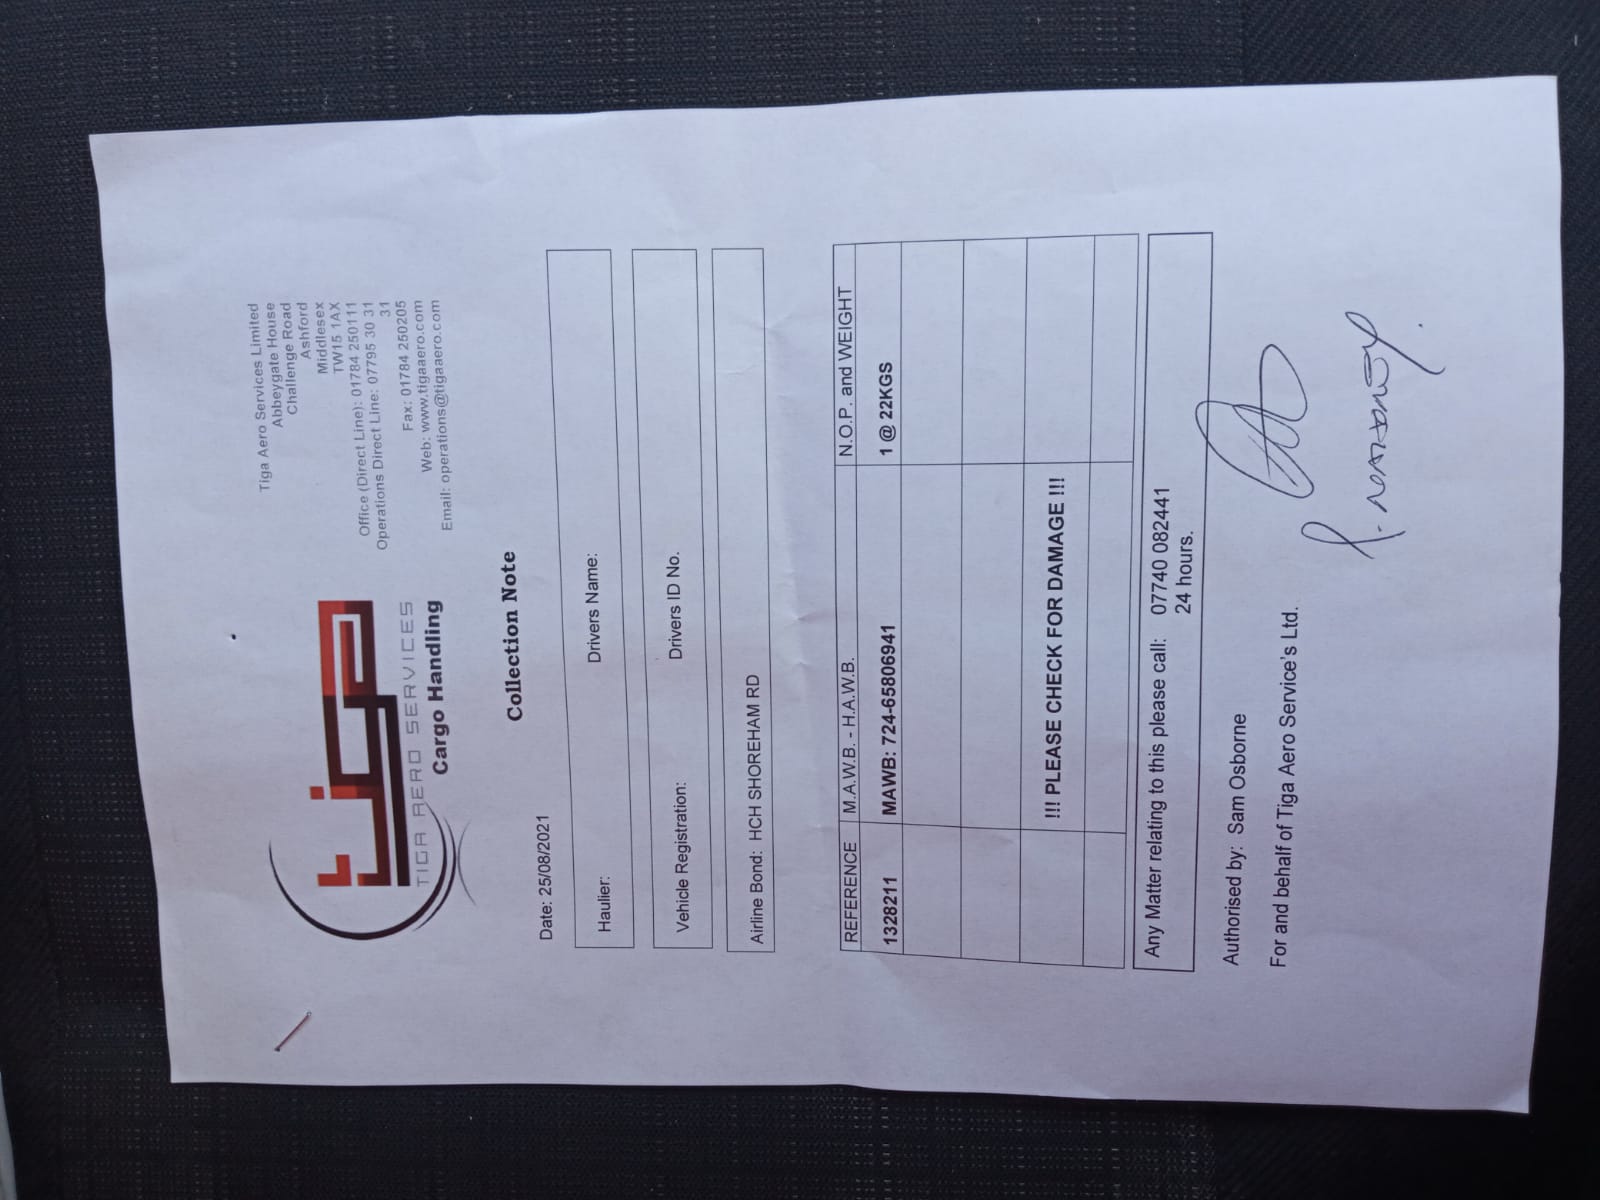 tiga
TIGA AERO SERVICES
Cargo Handling
Tiga Aero Services Limited
Abbeygate House
Challenge Road
Ashford
Middlesex
TW15 1AX
Office (Direct Line): 01784 250111
Operations Direct Line: 07795 30 31
31
Fax: 01784 250205
Web: www.tigaaero.com
Email: operations@tigaaero.com
Collection Note
Date: 25/08/2021
Haulier: Drivers Name:
Vehicle Registration: Drivers ID No.
Airline Bond: HCH SHOREHAM RD
REFERENCE M.A.W.B. - H.A.W.B. N.O.P. and WEIGHT
1328211 MAWB: 724-65806941 1 @ 22KGS
!!! PLEASE CHECK FOR DAMAGE !!!
Any Matter relating to this please call: 07740 082441
24 hours.
Authorised by: Sam Osborne
For and behalf of Tiga Aero Service's Ltd.